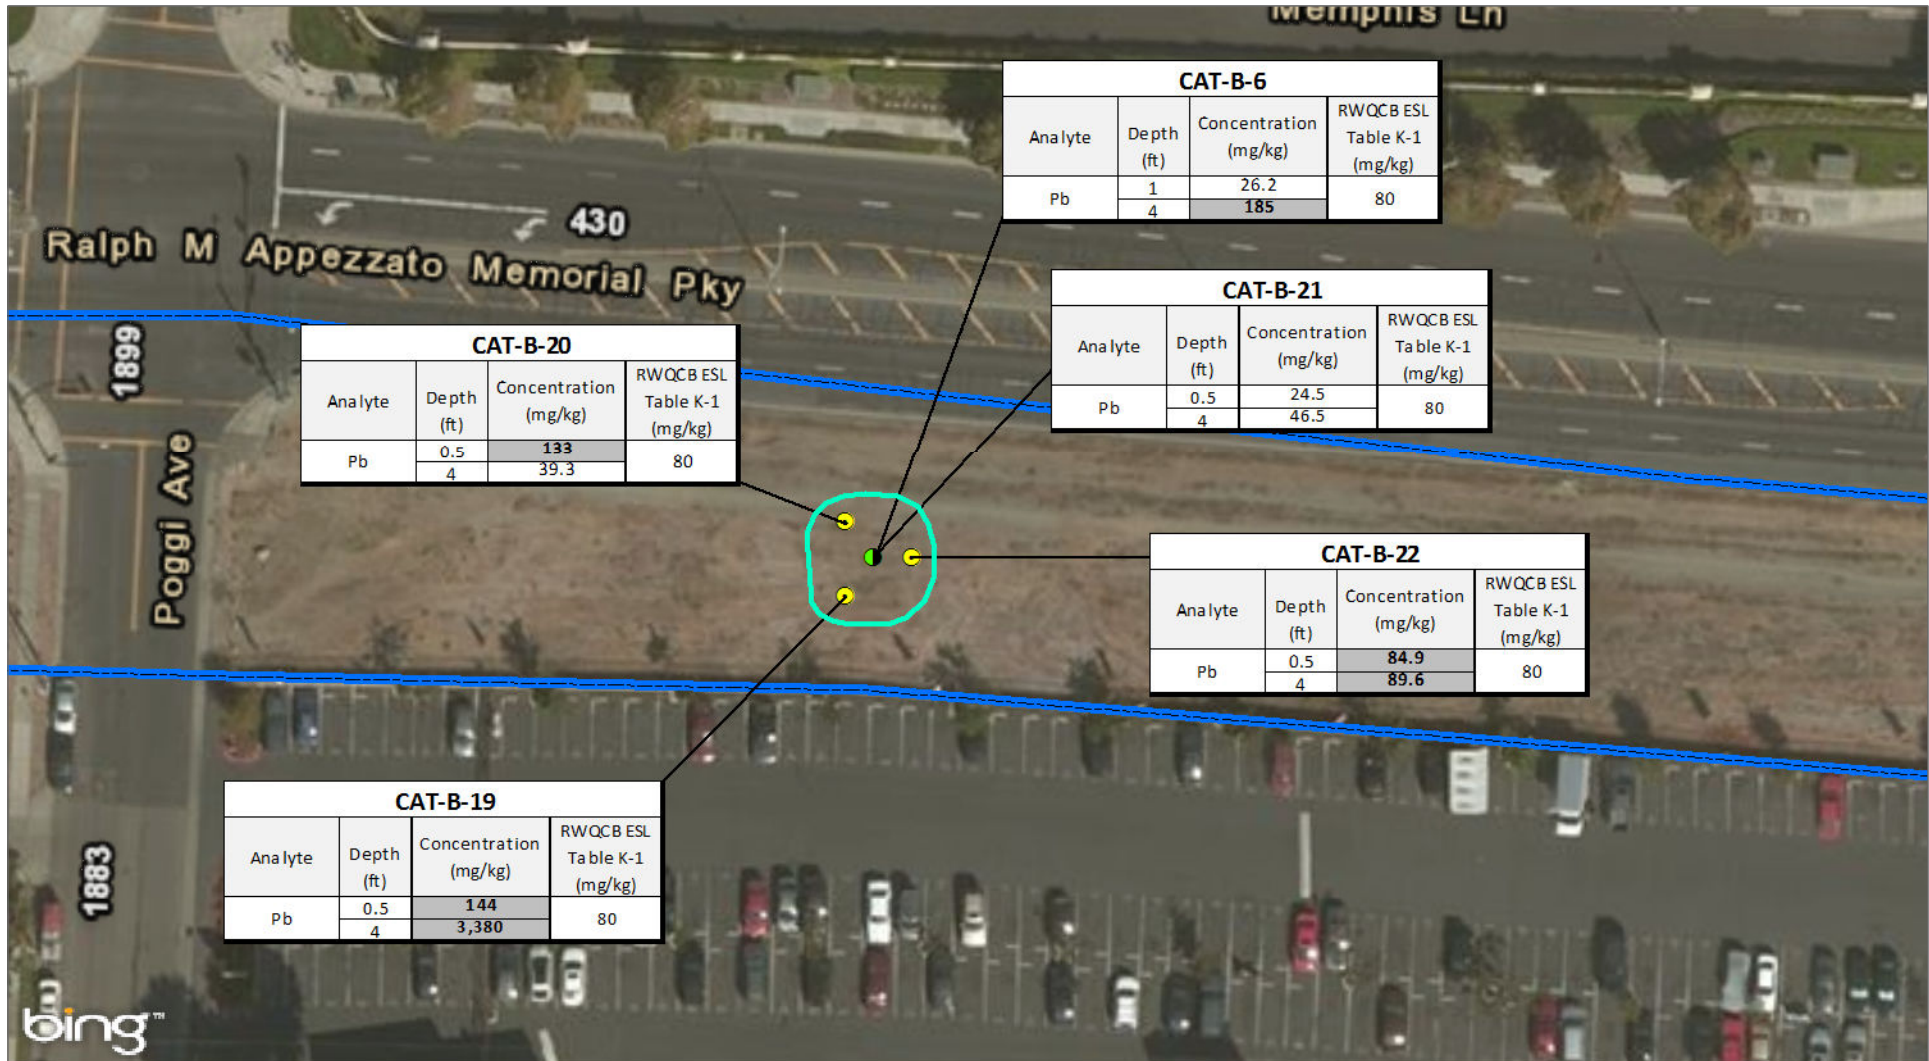 Memphis Ln
CAT-B-6
Analyte
Depth
(ft)
Concentration
(mg/kg)
RWQCB ESL
Table K-1
(mg/kg)
Pb
1
26.2
4
185
80
430
Ralph M Appezzato Memorial Pky
CAT-B-21
Analyte
Depth
(ft)
Concentration
(mg/kg)
RWQCB ESL
Table K-1
(mg/kg)
Pb
0.5
24.5
4
46.5
80
1899
CAT-B-20
Analyte
Depth
(ft)
Concentration
(mg/kg)
RWQCB ESL
Table K-1
(mg/kg)
Pb
0.5
133
4
39.3
80
Poggi Ave
CAT-B-22
Analyte
Depth
(ft)
Concentration
(mg/kg)
RWQCB ESL
Table K-1
(mg/kg)
Pb
0.5
84.9
4
89.6
80
CAT-B-19
Analyte
Depth
(ft)
Concentration
(mg/kg)
RWQCB ESL
Table K-1
(mg/kg)
Pb
0.5
144
4
3,380
80
1883
bing™